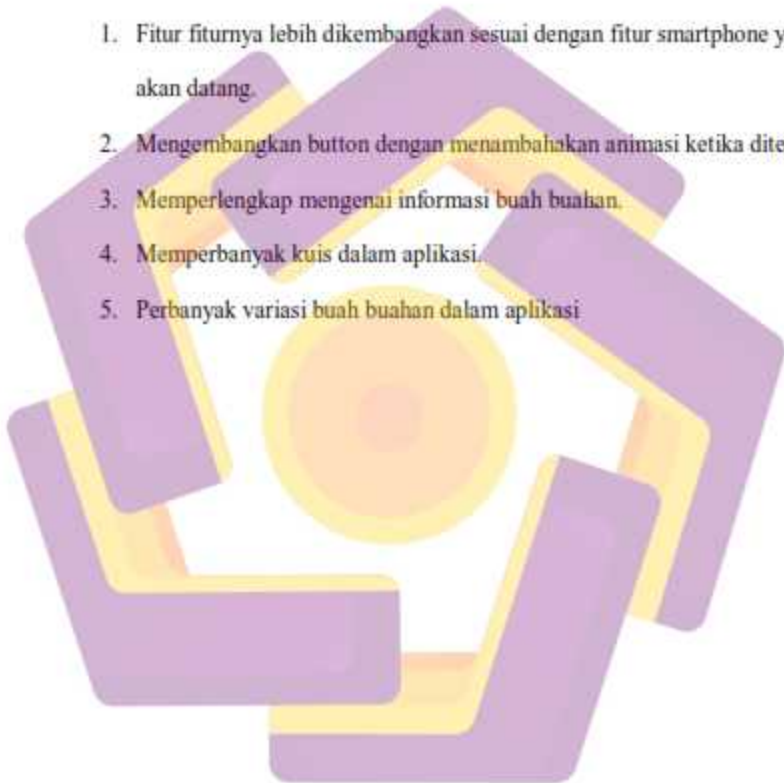 1. Fitur fiturnya lebih dikembangkan sesuai dengan fitur smartphone
akan datang.
2. Mengembangkan button dengan menambahakan animasi ketika
3. Memperlengkap mengenai informasi buah buahan.
4. Memperbanyak kuis dalam aplikasi.
5. Perbanyak variasi buah buahan dalam aplikasi